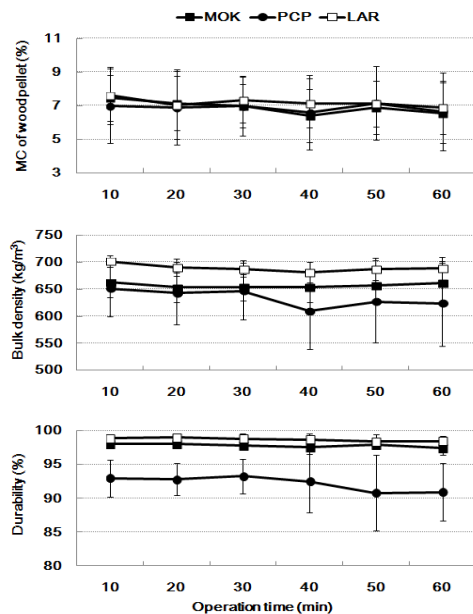 MOK PCP LAR
MC of woodpellet (%)
11
9
7
5
3
10 20 30 40 50 60
Bulk density (kg/m³)
750
700
650
600
550
500
10 20 30 40 50 60
Durability (%)
100
95
90
85
80
10 20 30 40 50 60
Operation time (min)